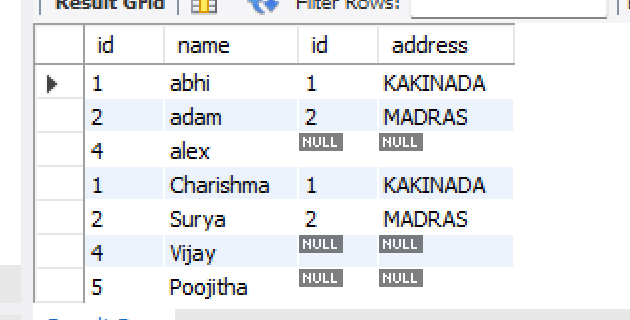 Result Grid Filter Rows:
id name id address
1 abhi 1 KAKINADA
2 adam 2 MADRAS
4 alex NULL NULL
1 Charishma 1 KAKINADA
2 Surya 2 MADRAS
4 Vijay NULL NULL
5 Poojitha NULL NULL